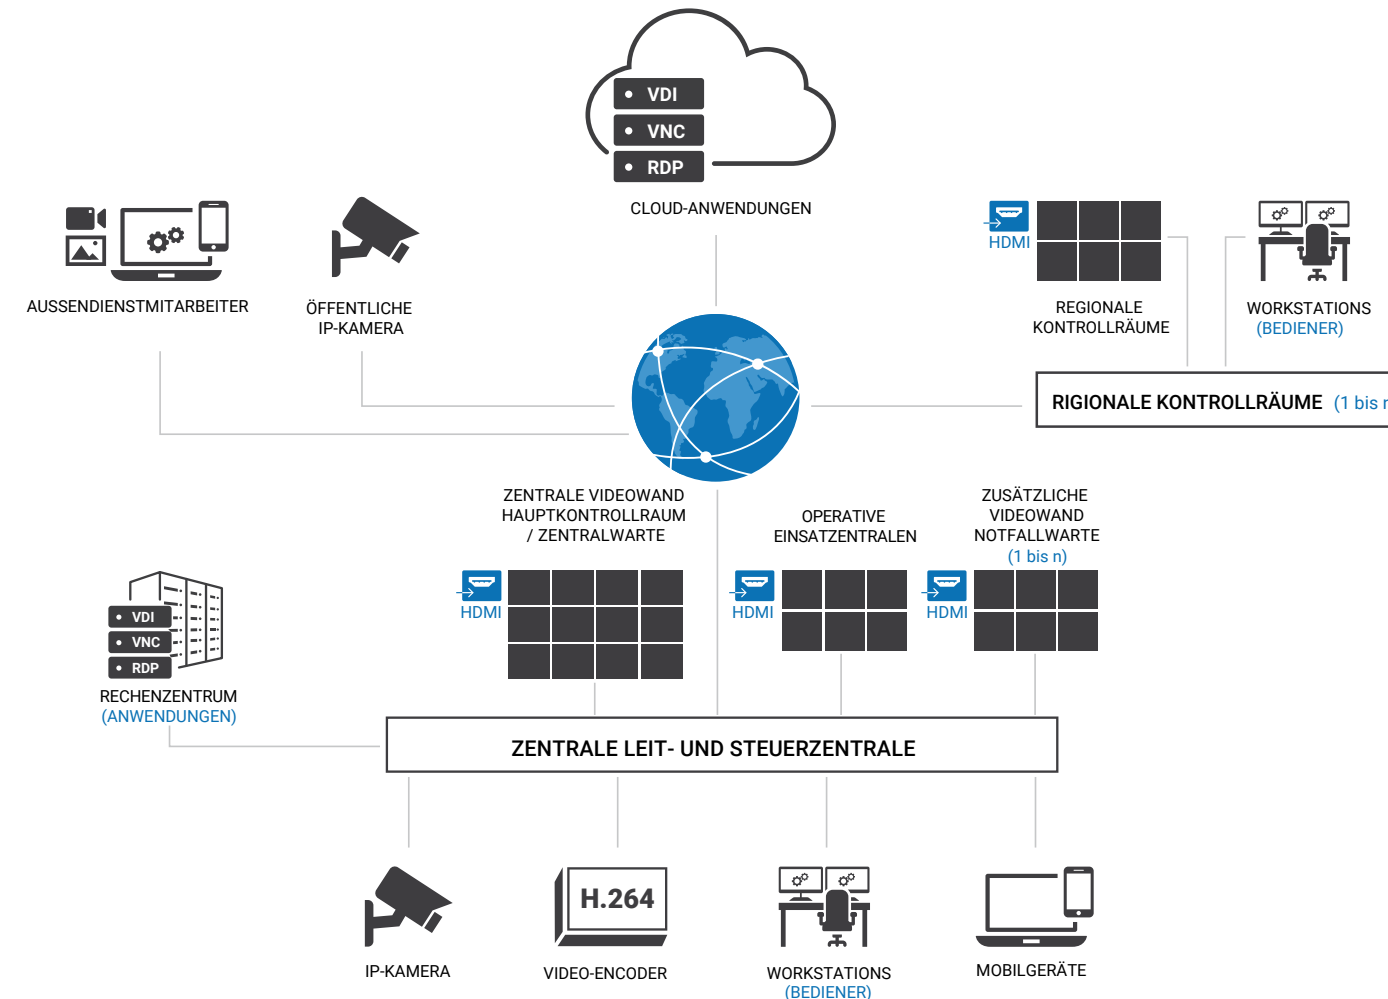 VDI
VNC
RDP
CLOUD-ANWENDUNGEN
AUSSENDIENSTMITARBEITER
ÖFFENTLICHE
IP-KAMERA
HDMI
REGIONALE
KONTROLLRÄUME
WORKSTATIONS
(BEDIENER)
RIGIONALE KONTROLLRÄUME (1 bis n
ZENTRALE VIDEOWAND
HAUPTKONTROLLRAUM
/ ZENTRALWARTE
HDMI
OPERATIVE
EINSATZENTRALEN
HDMI
ZUSÄTZLICHE
VIDEOWAND
NOTFALLWARTE
(1 bis n)
HDMI
VDI
VNC
RDP
RECHENZENTRUM
(ANWENDUNGEN)
ZENTRALE LEIT- UND STEUERZENTRALE
IP-KAMERA
H.264
VIDEO-ENCODER
WORKSTATIONS
(BEDIENER)
MOBILGERÄTE